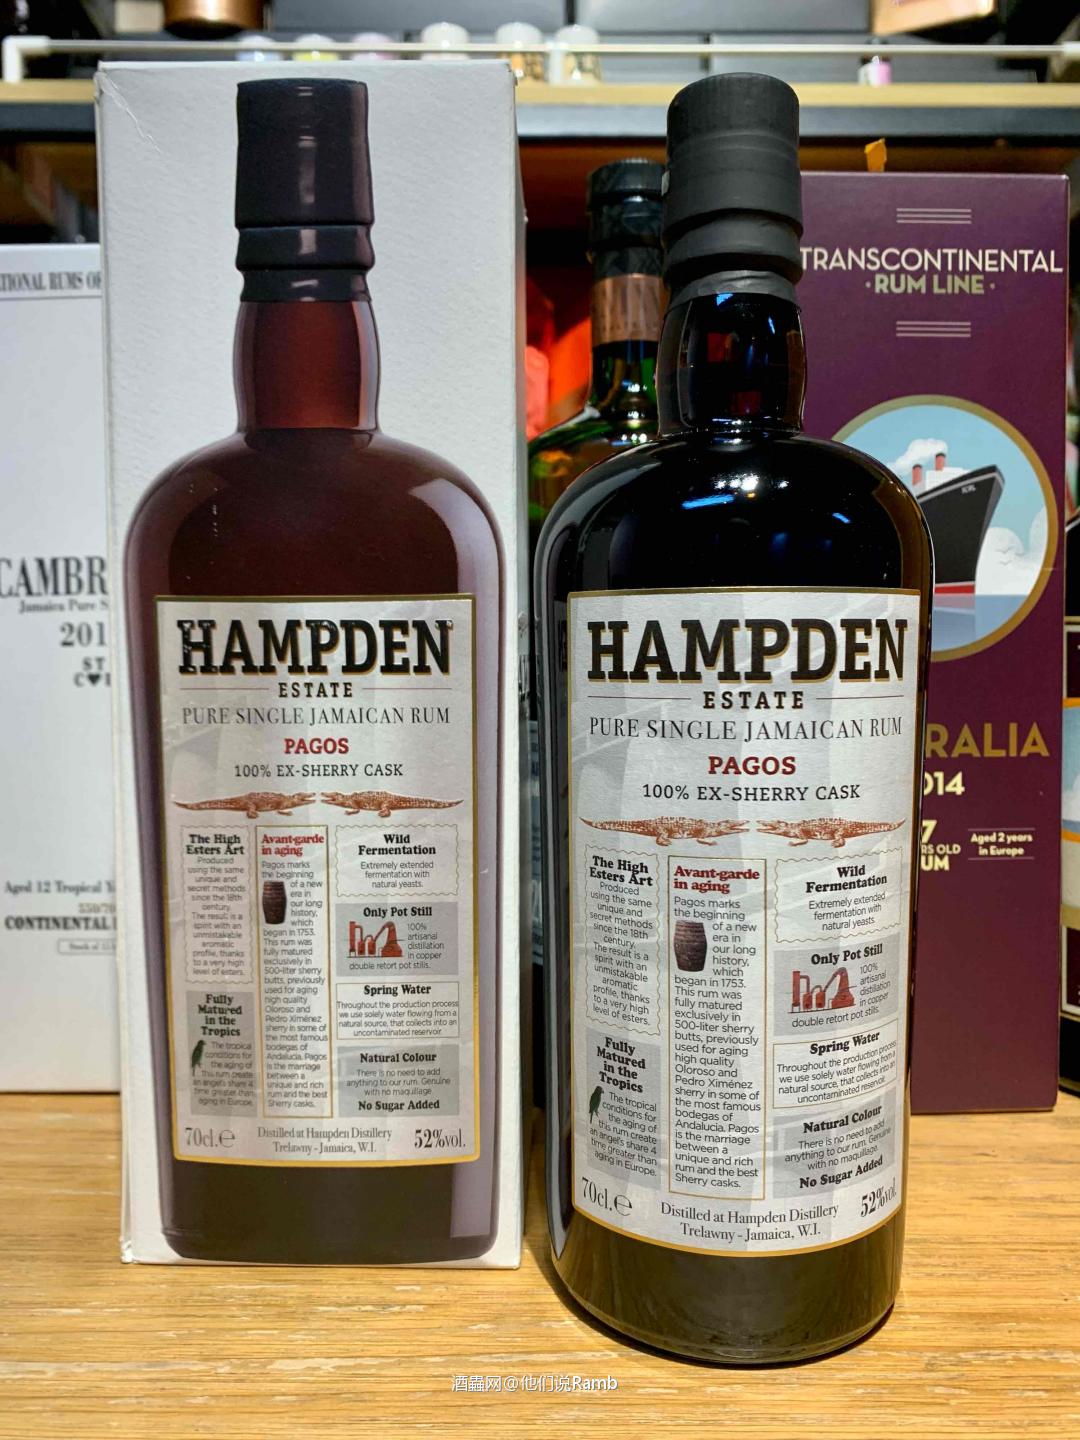 TIONAL RUMS OF
CAMBR
Jamaica Pure S
201
ST
C♥
Aged 12 Tropical Y
CONTINENTAL
HAMPDEN
ESTATE
PURE SINGLE JAMAICAN RUM
PAGOS
100% EX-SHERRY CASK
The High
Esters Art
Produced
using the same
unique and
secret methods
since the 18th
century.
The result is a
spirit with an
unmistakable
aromatic
profile, thanks
to a very high
level of esters.
Fully
Matured
in the
Tropics
The tropical
conditions for
the aging of
this rum create
an angel's share 4
time greater than
aging in Europe.
Avant-garde
in aging
Pagos marks
the beginning
of a new
era in
our long
history,
which
began in 1753.
This rum was
fully matured
exclusively in
500-liter sherry
butts, previously
used for aging
high quality
Oloroso and
Pedro Ximénez
sherry in some of
the most famous
bodegas of
Andalucia. Pagos
is the marriage
between a
unique and rich
rum and the best
Sherry casks.
Wild
Fermentation
Extremely extended
fermentation with
natural yeasts.
Only Pot Still
100%
artisanal
distillation
in copper
double retort pot stills.
Spring Water
Throughout the production process
we use solely water flowing from a
natural source, that collects into an
uncontaminated reservoir.
Natural Colour
There is no need to add
anything to our rum. Genuine
with no maquillage.
No Sugar Added
70cl.e
Distilled at Hampden Distillery
Trelawny - Jamaica, W.I.
52%vol.
HAMPDEN
ESTATE
PURE SINGLE JAMAICAN RUM
PAGOS
100% EX-SHERRY CASK
The High
Esters Art
Produced
using the same
unique and
secret methods
since the 18th
century.
The result is a
spirit with an
unmistakable
aromatic
profile, thanks
to a very high
level of esters.
Fully
Matured
in the
Tropics
The tropical
conditions for
the aging of
this rum create
an angel's share 4
time greater than
aging in Europe.
Avant-garde
in aging
Pagos marks
the beginning
of a new
era in
our long
history,
which
began in 1753.
This rum was
fully matured
exclusively in
500-liter sherry
butts, previously
used for aging
high quality
Oloroso and
Pedro Ximénez
sherry in some of
the most famous
bodegas of
Andalucia. Pagos
is the marriage
between a
unique and rich
rum and the best
Sherry casks.
Wild
Fermentation
Extremely extended
fermentation with
natural yeasts.
Only Pot Still
100%
artisanal
distillation
in copper
double retort pot stills.
Spring Water
Throughout the production process
we use solely water flowing from a
natural source, that collects into an
uncontaminated reservoir.
Natural Colour
There is no need to add
anything to our rum. Genuine
with no maquillage.
No Sugar Added
70cl.e
Distilled at Hampden Distillery
Trelawny - Jamaica, W.I.
52%vol.
TRANSCONTINENTAL
· RUM LINE ·
RALIA
014
7
RS OLD
UM
Aged 2 years
in Europe
酒蟲网@他们说Ramb